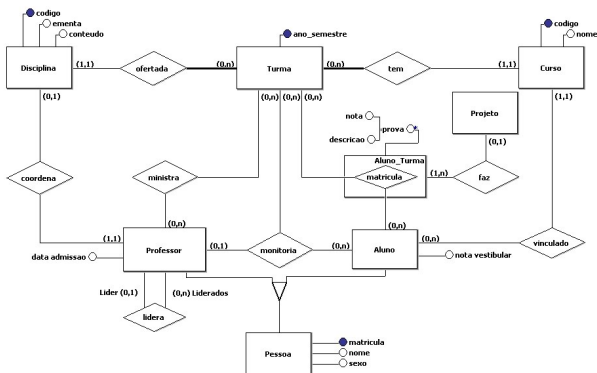 codigo
ementa
conteudo
ano_semestre
codigo
nome
Disciplina
(1,1)
ofertada
(0,n)
Turma
(0,n)
tem
(1,1)
Curso
(0,1)
(0,n)
(0,n)
(0,n)
(1,1)
nota
prova
descricao
Projeto
(0,1)
Aluno_Turma
coordena
ministra
matricula
(1,n)
faz
(1,1)
(0,n)
(0,n)
Professor
(0,1)
monitoria
(0,n)
Aluno
(0,n)
vinculado
data admissao
nota vestibular
Lider (0,1)
(0,n) Liderados
lidera
Pessoa
matricula
nome
sexo